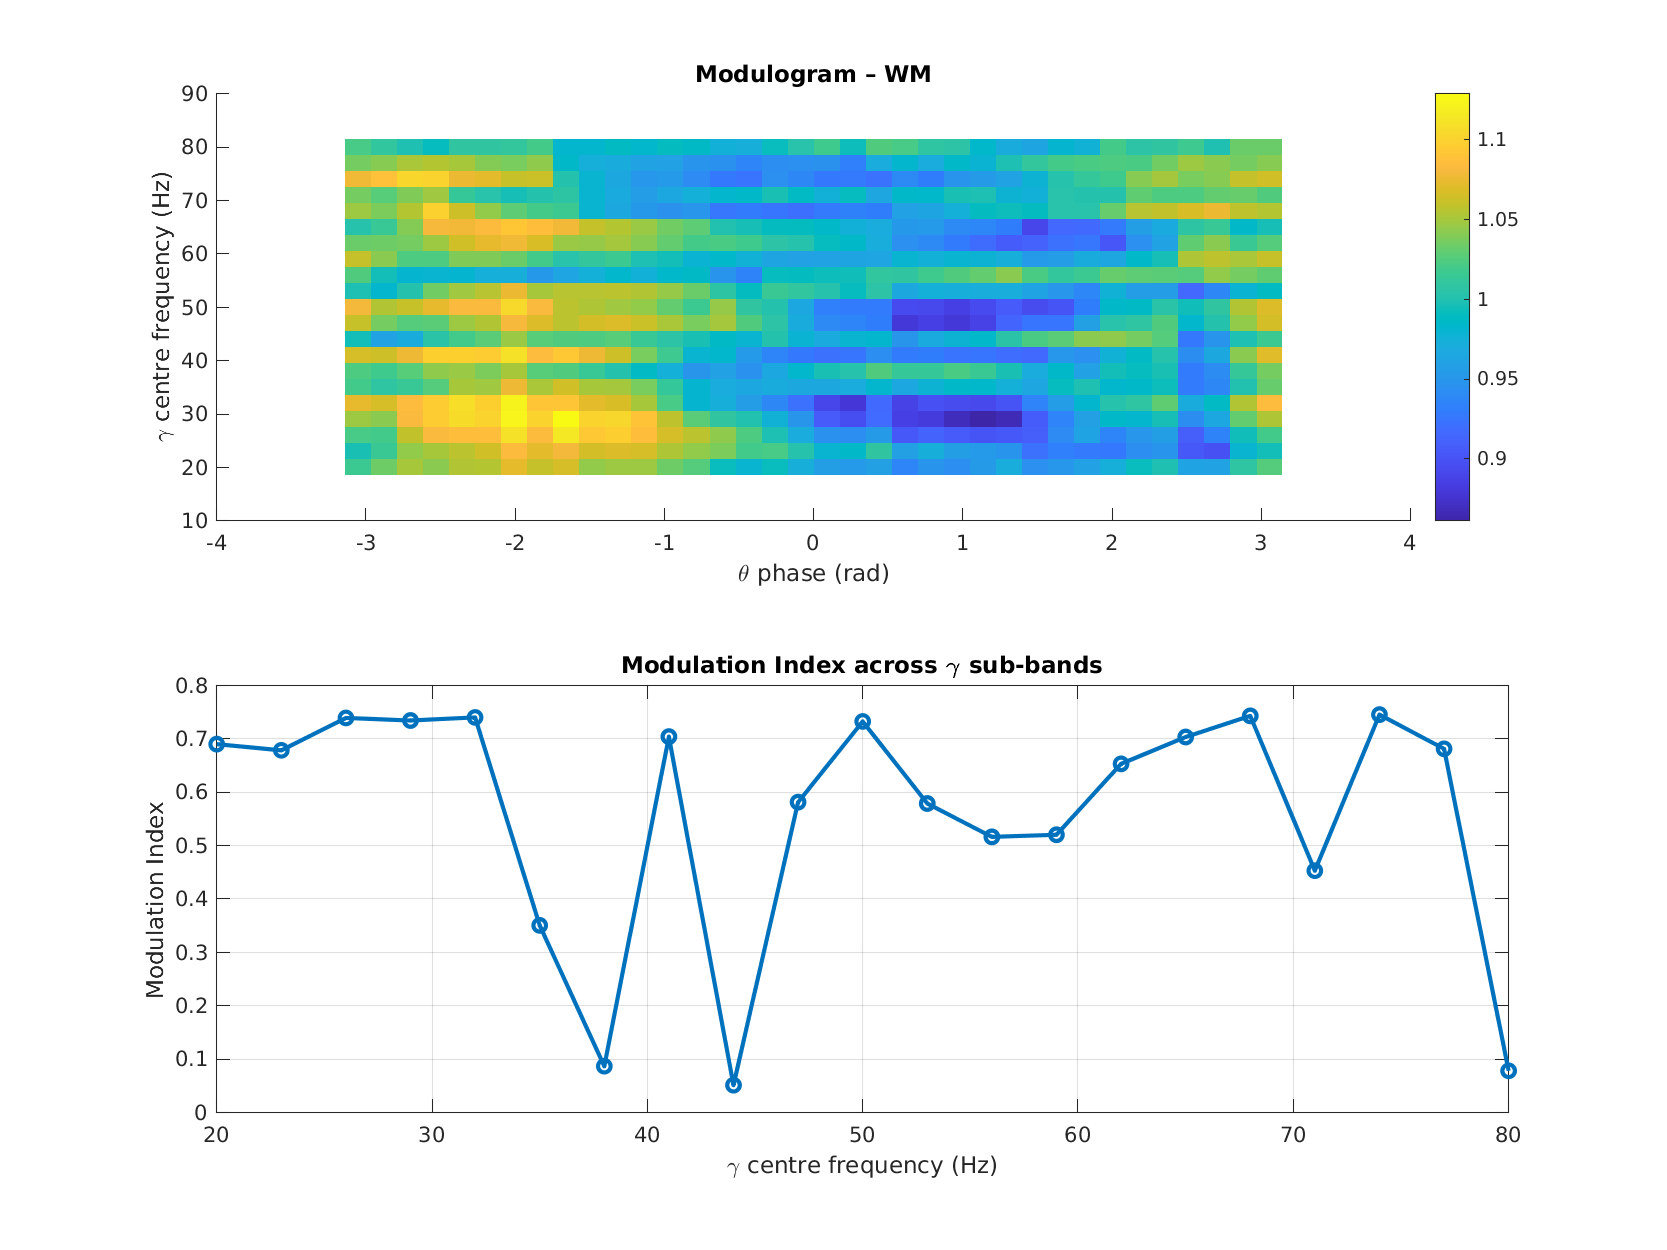 Modulogram – WM
γ centre frequency (Hz)
90
80
70
60
50
40
30
20
10
-4 -3 -2 -1 0 1 2 3 4
θ phase (rad)
1.1
1.05
1
0.95
0.9
Modulation Index across γ sub-bands
Modulation Index
0.8
0.7
0.6
0.5
0.4
0.3
0.2
0.1
0
20 30 40 50 60 70 80
γ centre frequency (Hz)